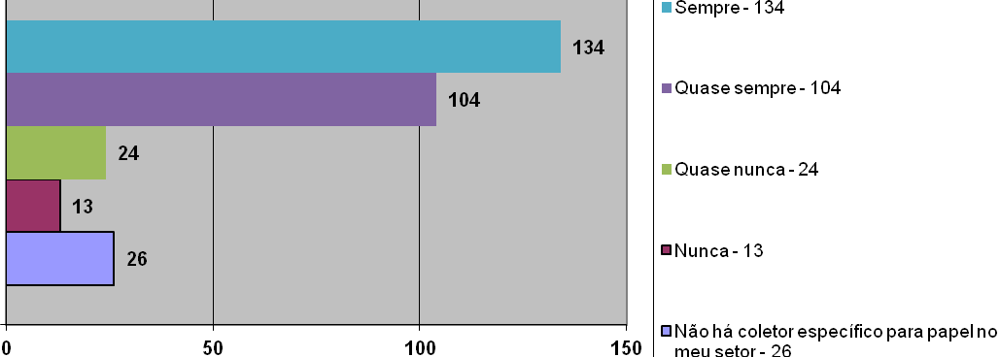 134
104
24
13
26
0 50 100 150
Sempre - 134
Quase sempre - 104
Quase nunca - 24
Nunca - 13
Não há coletor específico para papel no
meu setor - 26